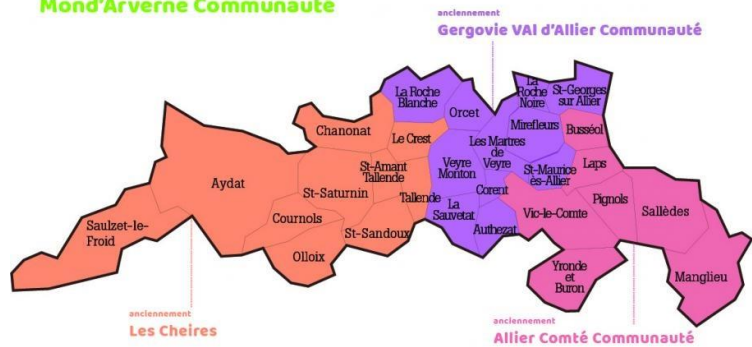 Mond'Arverne Communauté
anciennement
Gergovie VAl d'Allier Communauté
La Roche
Blanche
Orcet
La
Roche
Noire
St-Georges
sur Allier
Chanonat
Le Crest
Les Martres
de
Veyre
Mirefleurs
Busséol
Aydat
St-Amant
Tallende
Veyre
Monton
St-Maurice
ès-Allier
Laps
St-Saturnin
Tallende
Corent
Pignols
Sallèdes
Saulzet-le-
Froid
Cournols
St-Sandoux
La
Sauvetat
Authezat
Vic-le-Comte
Olloix
Yronde
et
Buron
Manglieu
anciennement
Les Cheires
anciennement
Allier Comté Communauté